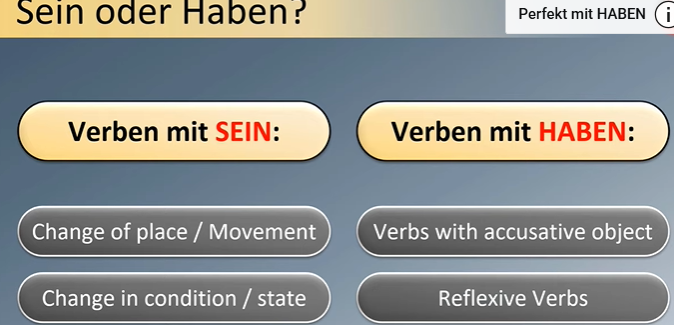 Sein oder Haben?
Perfekt mit HABEN
Verben mit SEIN:
Verben mit HABEN:
Change of place / Movement
Verbs with accusative object
Change in condition / state
Reflexive Verbs